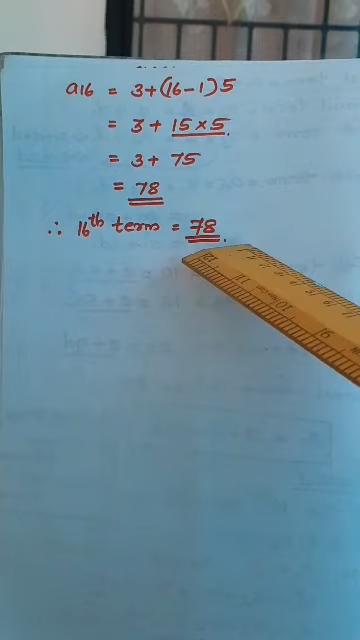 a16 = 3+(16-1)5
= 3 + 15×5.
= 3 + 75
= 78
∴ 16th term = 78.